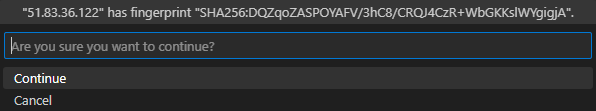 "51.83.36.122" has fingerprint "SHA256:DQZqoZASPOYAFV/3hC8/CRQJ4CzR+WbGKKslWYgigjA".
Are you sure you want to continue?
Continue
Cancel